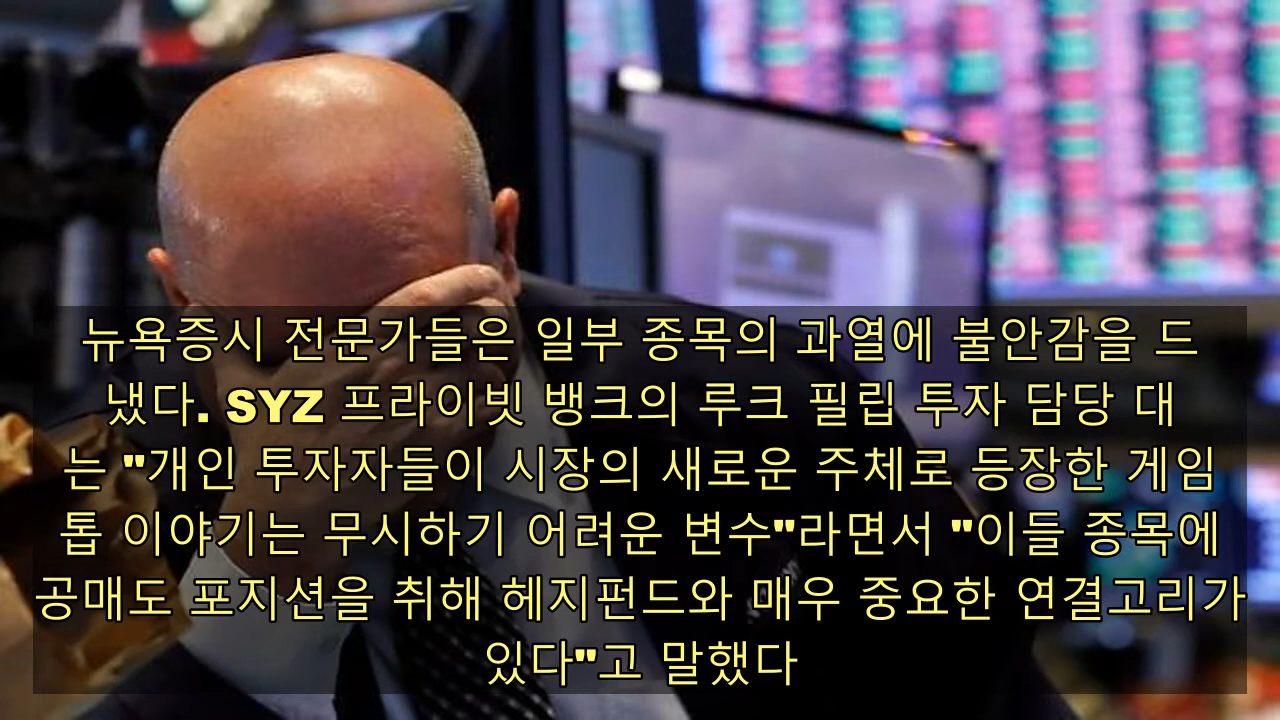 뉴욕증시 전문가들은 일부 종목의 과열에 불안감을 드
냈다. SYZ 프라이빗 뱅크의 루크 필립 투자 담당 대
는 "개인 투자자들이 시장의 새로운 주체로 등장한 게임
톱 이야기는 무시하기 어려운 변수"라면서 "이들 종목에
공매도 포지션을 취해 헤지펀드와 매우 중요한 연결고리가
있다"고 말했다